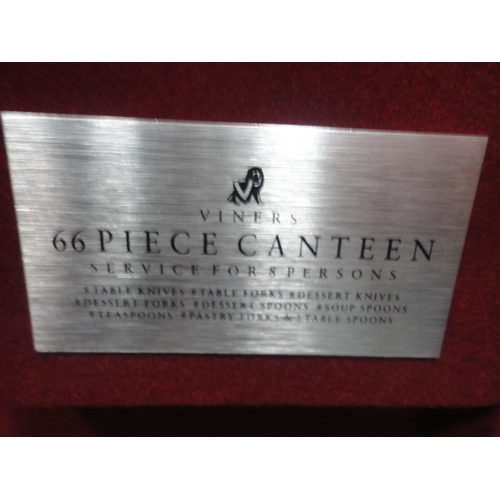 VINERS
66 PIECE CANTEEN
SERVICE FOR 8 PERSONS
8 TABLE KNIVES 8 TABLE FORKS 8 DESSERT KNIVES
8 DESSERT FORKS 8 DESSERT SPOONS 8 SOUP SPOONS
8 TEASPOONS 8 PASTRY FORKS & 2 TABLE SPOONS